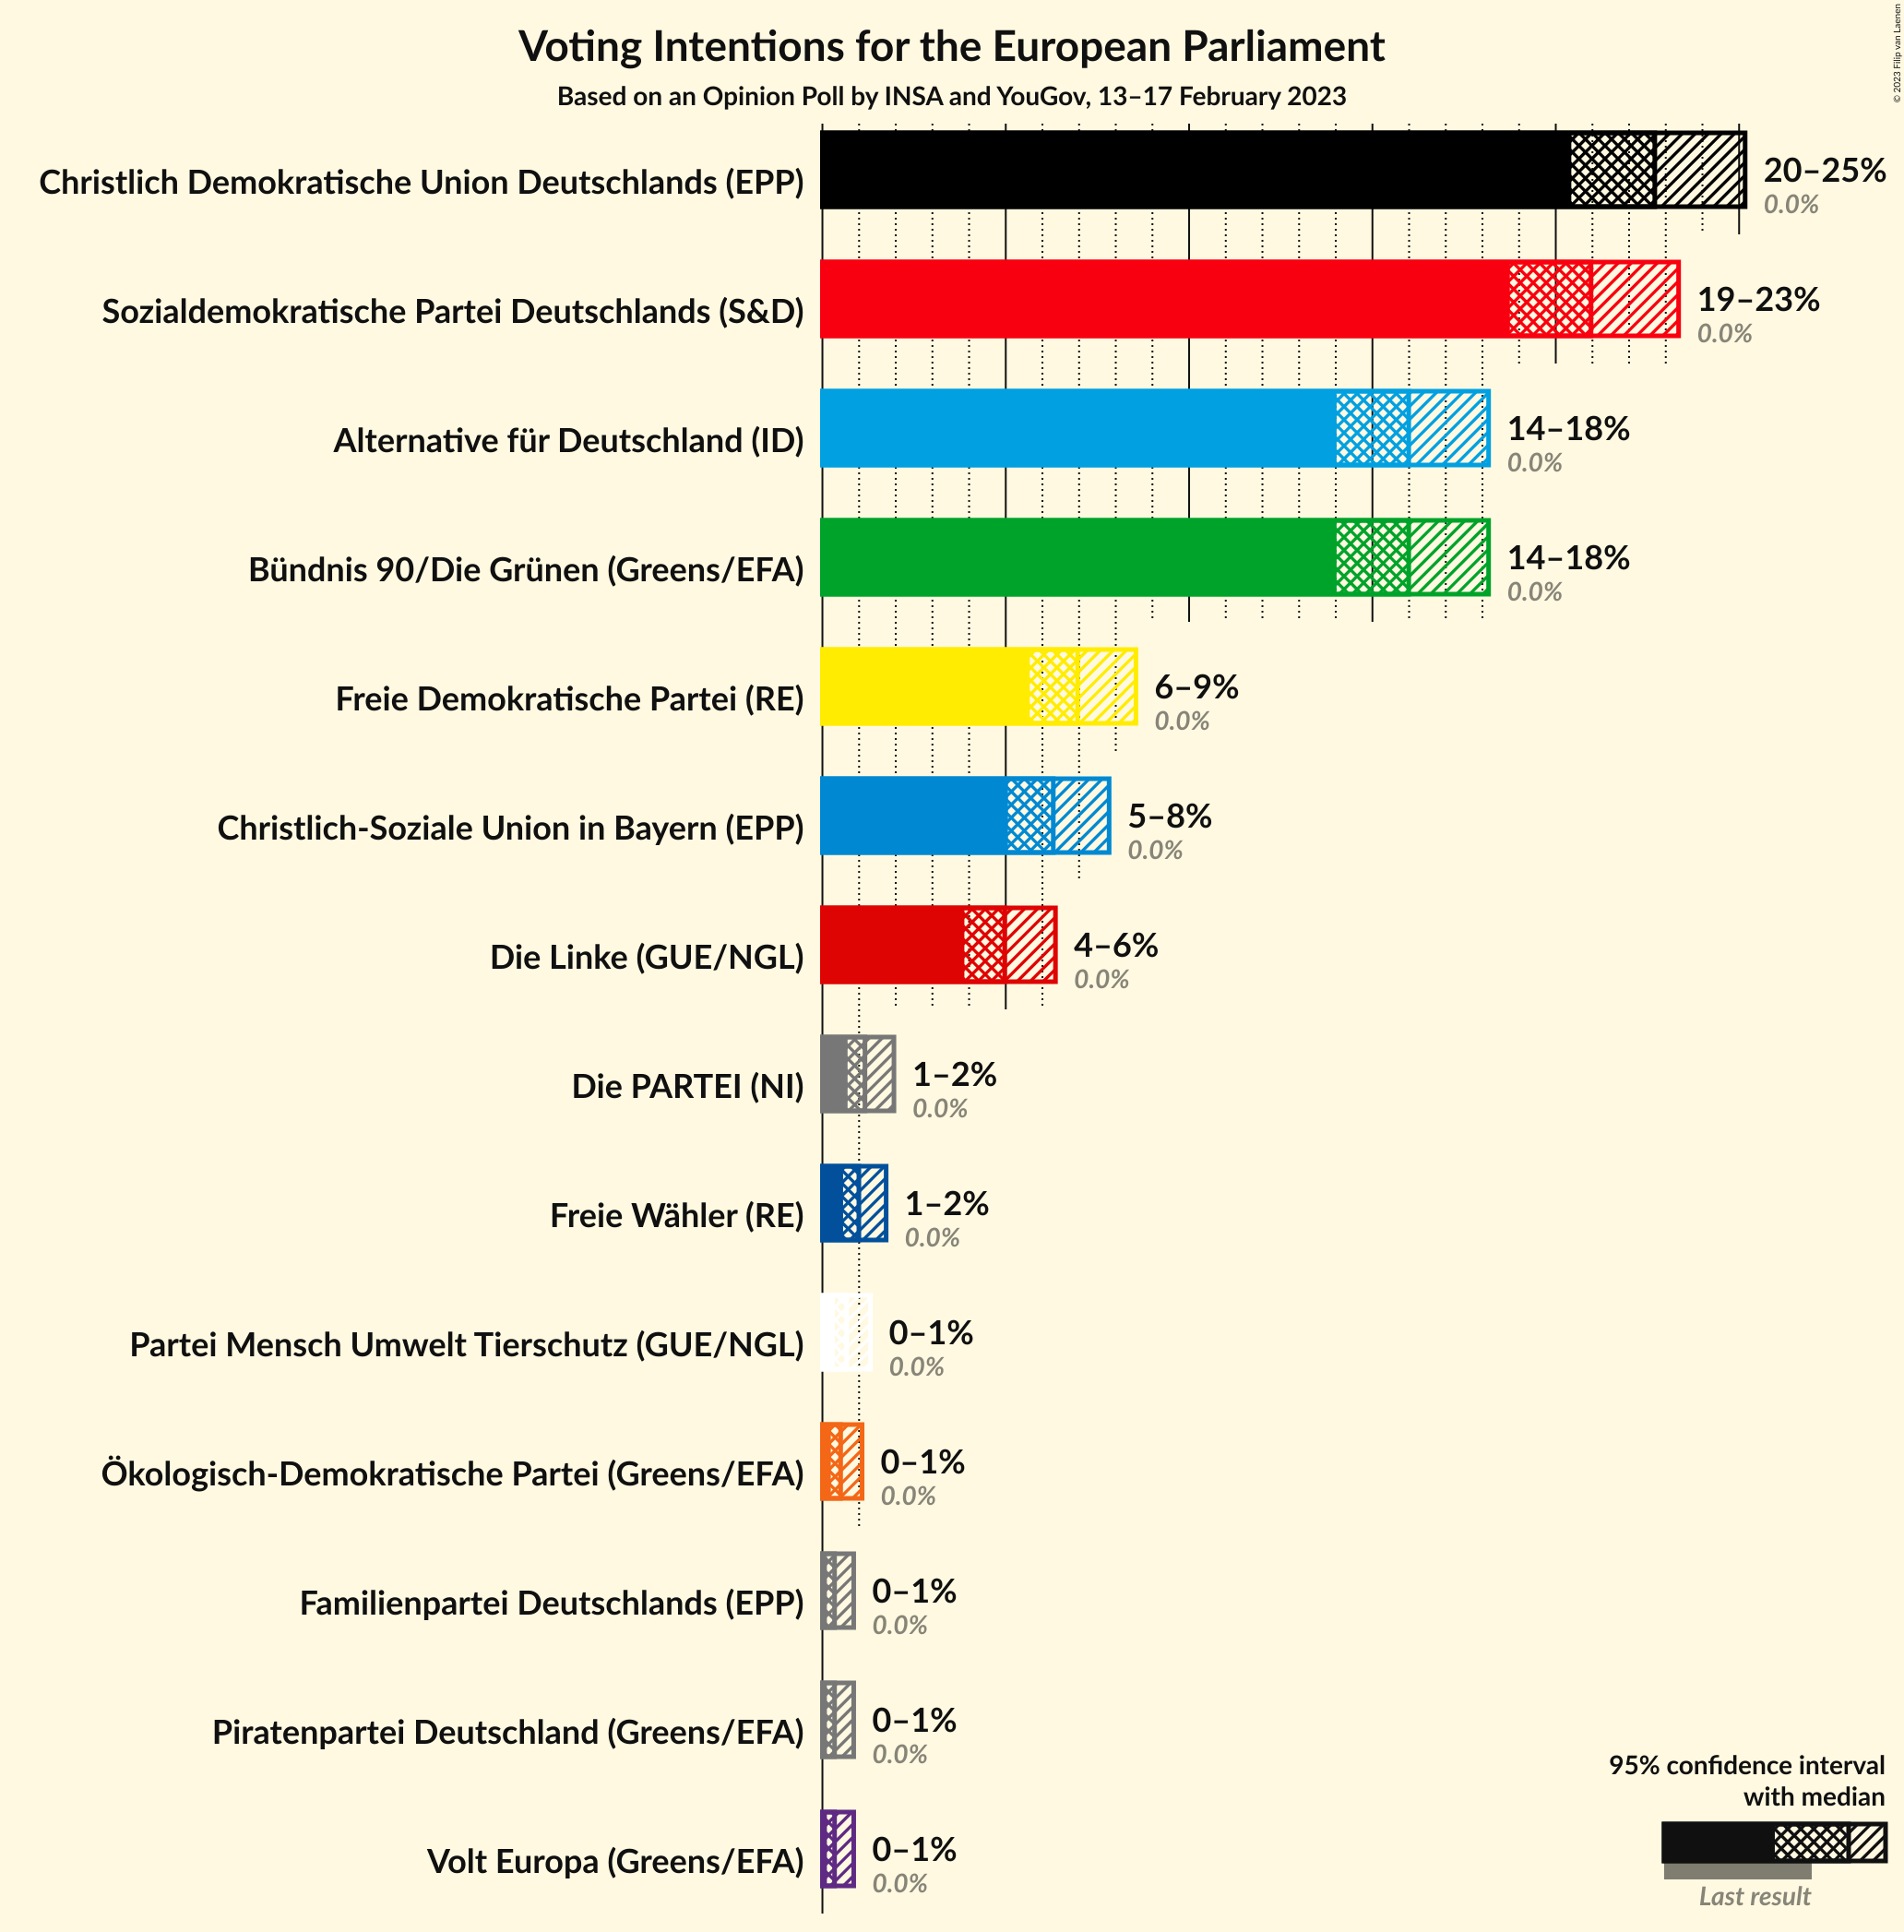 Voting Intentions for the European Parliament
Based on an Opinion Poll by INSA and YouGov, 13–17 February 2023
© 2023 Filip van Laenen
Christlich Demokratische Union Deutschlands (EPP)
20–25%
0.0%
Sozialdemokratische Partei Deutschlands (S&D)
19–23%
0.0%
Alternative für Deutschland (ID)
14–18%
0.0%
Bündnis 90/Die Grünen (Greens/EFA)
14–18%
0.0%
Freie Demokratische Partei (RE)
6–9%
0.0%
Christlich-Soziale Union in Bayern (EPP)
5–8%
0.0%
Die Linke (GUE/NGL)
4–6%
0.0%
Die PARTEI (NI)
1–2%
0.0%
Freie Wähler (RE)
1–2%
0.0%
Partei Mensch Umwelt Tierschutz (GUE/NGL)
0–1%
0.0%
Ökologisch-Demokratische Partei (Greens/EFA)
0–1%
0.0%
Familienpartei Deutschlands (EPP)
0–1%
0.0%
Piratenpartei Deutschland (Greens/EFA)
0–1%
0.0%
Volt Europa (Greens/EFA)
0–1%
0.0%
95% confidence interval
with median
Last result